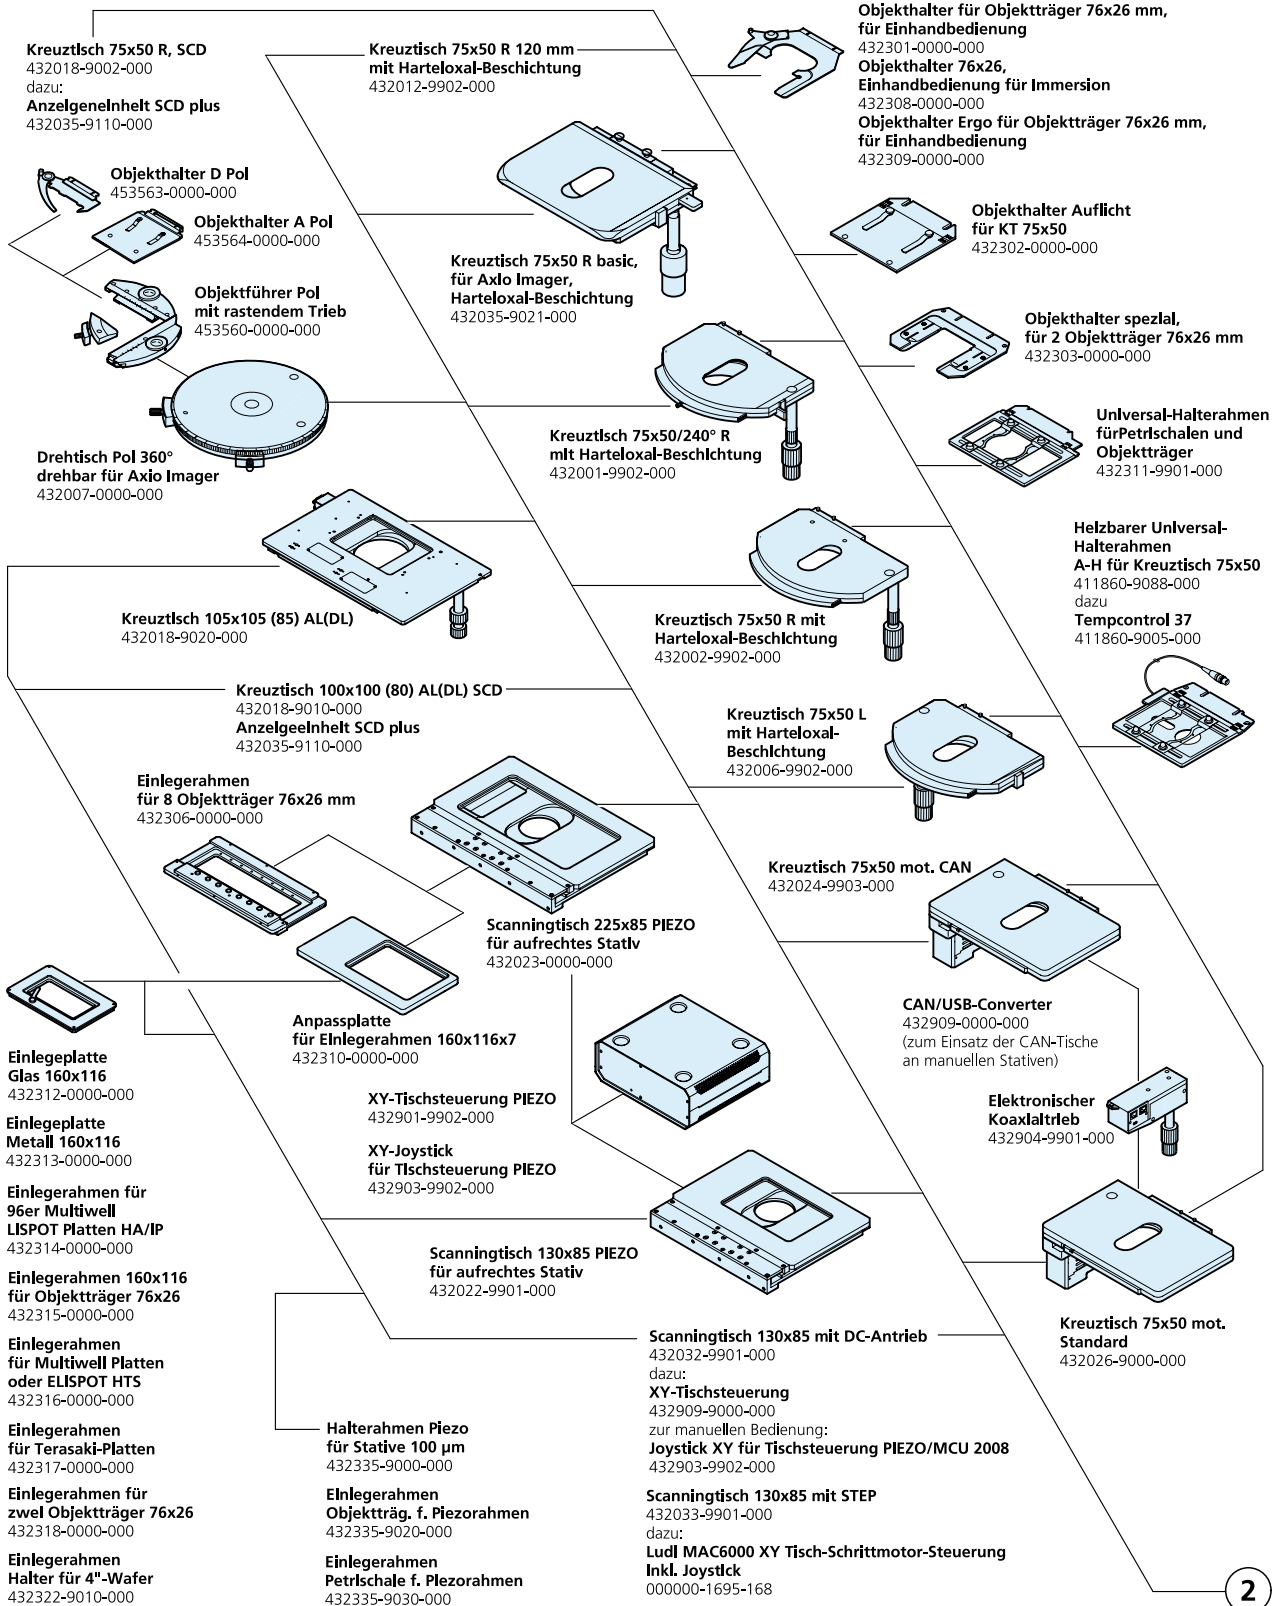 Kreuztisch 75x50 R, SCD
432018-9002-000
dazu:
Anzeigeneinheit SCD plus
432035-9110-000
Kreuztisch 75x50 R 120 mm
mit Harteloxal-Beschichtung
432012-9902-000
Objekthalter für Objektträger 76x26 mm,
für Einhandbedienung
432301-0000-000
Objekthalter 76x26,
Einhandbedienung für Immersion
432308-0000-000
Objekthalter Ergo für Objektträger 76x26 mm,
für Einhandbedienung
432309-0000-000
Objekthalter D Pol
453563-0000-000
Objekthalter A Pol
453564-0000-000
Objektführer Pol
mit rastendem Trieb
453560-0000-000
Kreuztisch 75x50 R basic,
für Axio Imager,
Harteloxal-Beschichtung
432035-9021-000
Objekthalter Auflicht
für KT 75x50
432302-0000-000
Objekthalter spezial,
für 2 Objektträger 76x26 mm
432303-0000-000
Drehtisch Pol 360°
drehbar für Axio Imager
432007-0000-000
Kreuztisch 75x50/240° R
mit Harteloxal-Beschichtung
432001-9902-000
Universal-Halterahmen
fürPetrischalen und
Objektträger
432311-9901-000
Heizbarer Universal-
Halterahmen
A-H für Kreuztisch 75x50
411860-9088-000
dazu
Tempcontrol 37
411860-9005-000
Kreuztisch 105x105 (85) AL(DL)
432018-9020-000
Kreuztisch 75x50 R mit
Harteloxal-Beschichtung
432002-9902-000
Kreuztisch 100x100 (80) AL(DL) SCD
432018-9010-000
Anzeigeeinheit SCD plus
432035-9110-000
Kreuztisch 75x50 L
mit Harteloxal-
Beschichtung
432006-9902-000
Einlegerahmen
für 8 Objektträger 76x26 mm
432306-0000-000
Kreuztisch 75x50 mot. CAN
432024-9903-000
Scanningtisch 225x85 PIEZO
für aufrechtes Stativ
432023-0000-000
Anpassplatte
für Einlegerahmen 160x116x7
432310-0000-000
CAN/USB-Converter
432909-0000-000
(zum Einsatz der CAN-Tische
an manuellen Stativen)
Einlegeplatte
Glas 160x116
432312-0000-000
XY-Tischsteuerung PIEZO
432901-9902-000
Elektronischer
Koaxialtrieb
432904-9901-000
Einlegeplatte
Metall 160x116
432313-0000-000
XY-Joystick
für Tischsteuerung PIEZO
432903-9902-000
Einlegerahmen für
96er Multiwell
LISPOT Platten HA/IP
432314-0000-000
Scanningtisch 130x85 PIEZO
für aufrechtes Stativ
432022-9901-000
Einlegerahmen 160x116
für Objektträger 76x26
432315-0000-000
Kreuztisch 75x50 mot.
Standard
432026-9000-000
Einlegerahmen
für Multiwell Platten
oder ELISPOT HTS
432316-0000-000
Scanningtisch 130x85 mit DC-Antrieb
432032-9901-000
dazu:
XY-Tischsteuerung
432909-9000-000
zur manuellen Bedienung:
Joystick XY für Tischsteuerung PIEZO/MCU 2008
432903-9902-000
Einlegerahmen
für Terasaki-Platten
432317-0000-000
Halterahmen Piezo
für Stative 100 µm
432335-9000-000
Einlegerahmen für
zwei Objektträger 76x26
432318-0000-000
Einlegerahmen
Objektträg. f. Piezorahmen
432335-9020-000
Scanningtisch 130x85 mit STEP
432033-9901-000
dazu:
Ludl MAC6000 XY Tisch-Schrittmotor-Steuerung
Inkl. Joystick
000000-1695-168
Einlegerahmen
Halter für 4"-Wafer
432322-9010-000
Einlegerahmen
Petrischale f. Piezorahmen
432335-9030-000
2